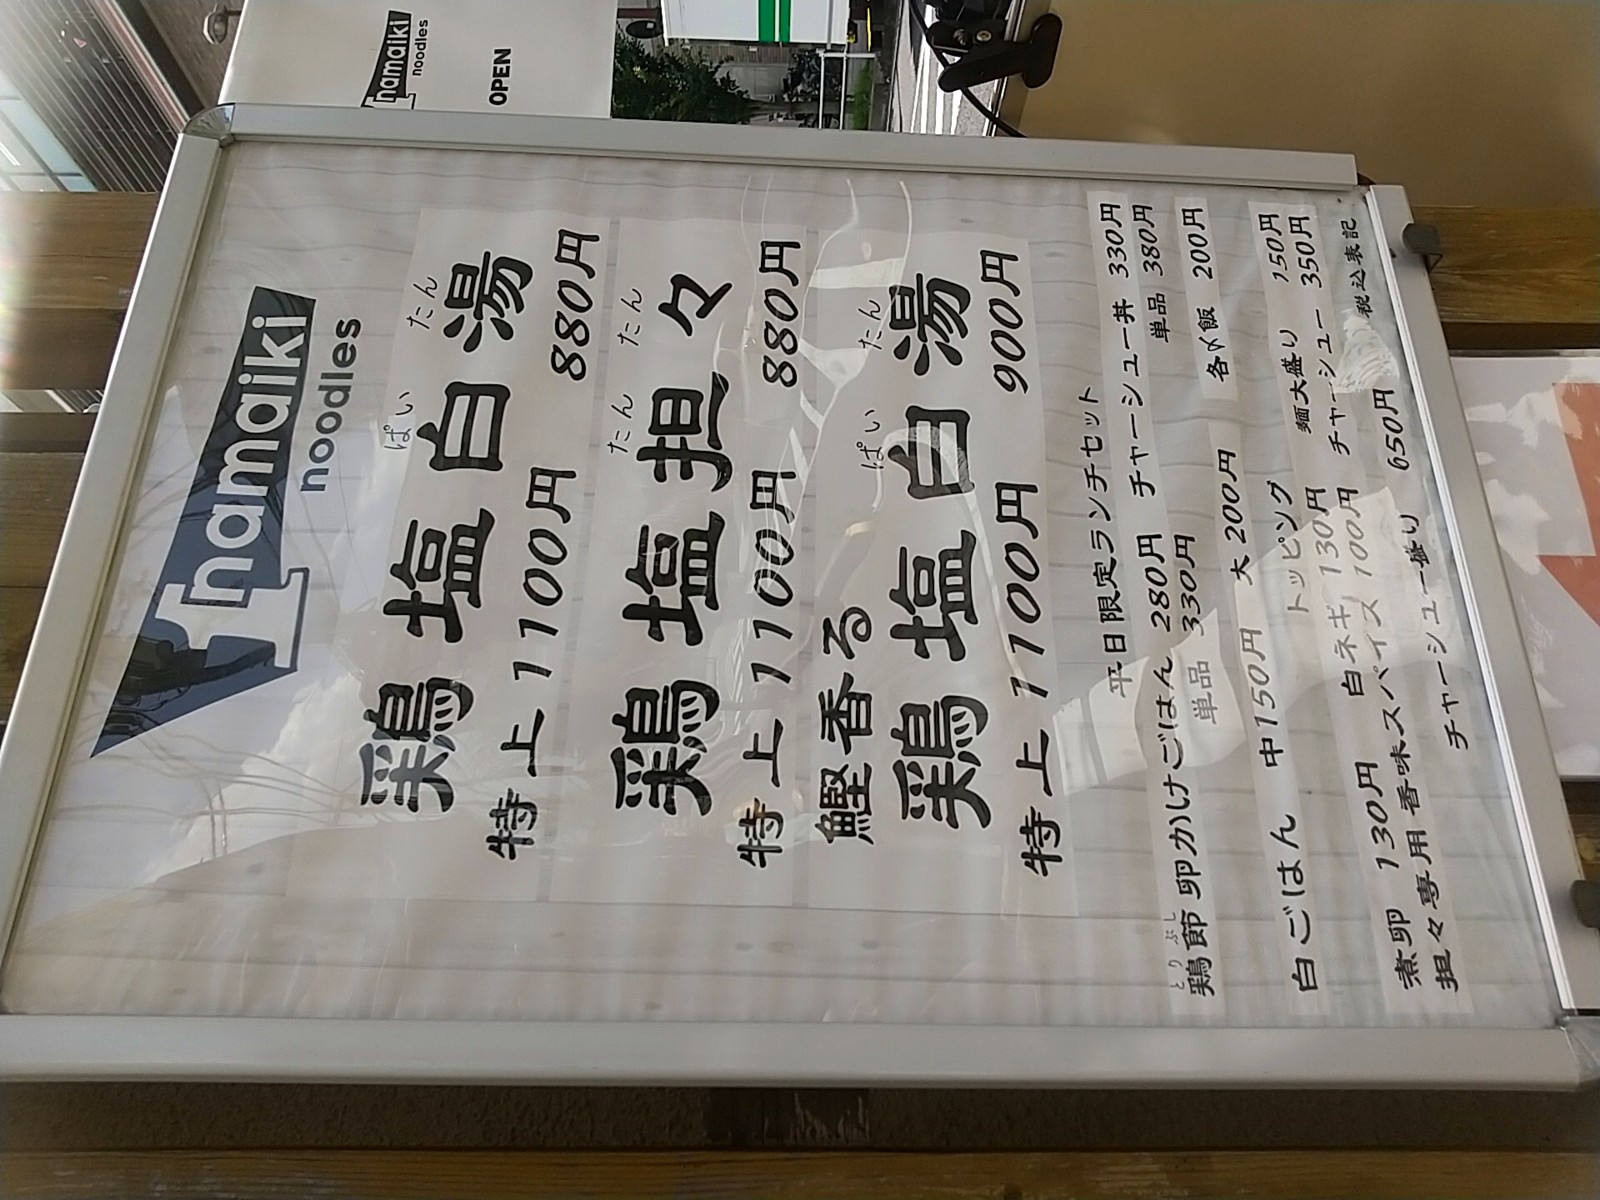 namaiki
noodles
OPEN
namaiki
noodles
ぱい たん
鶏塩白湯
特上1100円 880円
たん たん
鶏塩担々
特上1100円 880円
鰹香る ぱい たん
鶏塩白湯
特上1100円 900円
平日限定ランチセット
とりぶし
鶏節卵かけごはん 280円 チャーシュー丼 330円
単品 330円 単品 380円
白ごはん 中150円 大200円 各〆飯 200円
トッピング
煮卵 130円 白ネギ 130円 麺大盛り 150円
担々専用香味スパイス 100円 チャーシュー 350円
チャーシュー盛り 650円
税込表記